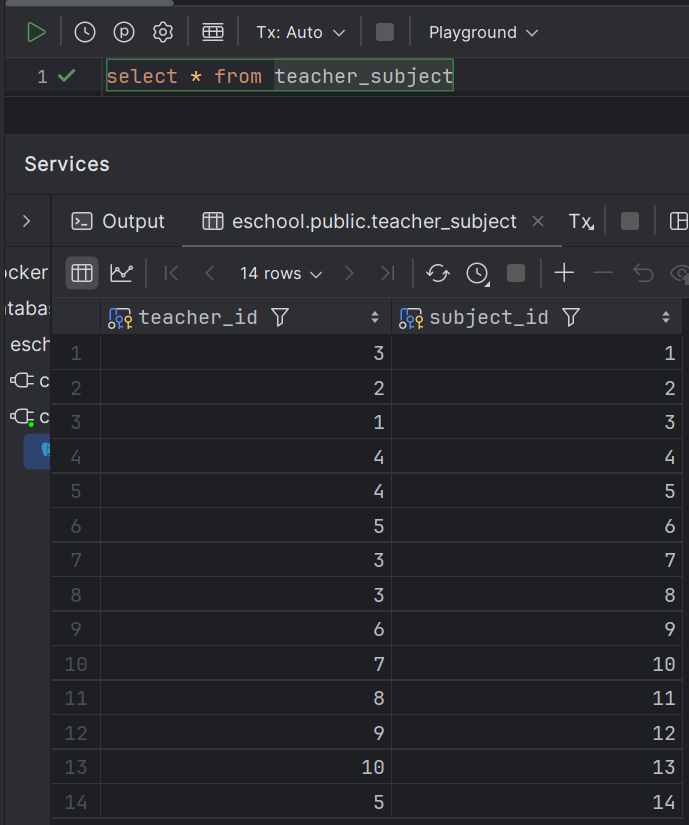 Tx: Auto
Playground
1 select * from teacher_subject
Services
Output
eschool.public.teacher_subject
Tx
ocker
14 rows
teacher_id subject_id
ataba
esch
c
c
1 3 1
2 2 2
3 1 3
4 4 4
5 4 5
6 5 6
7 3 7
8 3 8
9 6 9
10 7 10
11 8 11
12 9 12
13 10 13
14 5 14